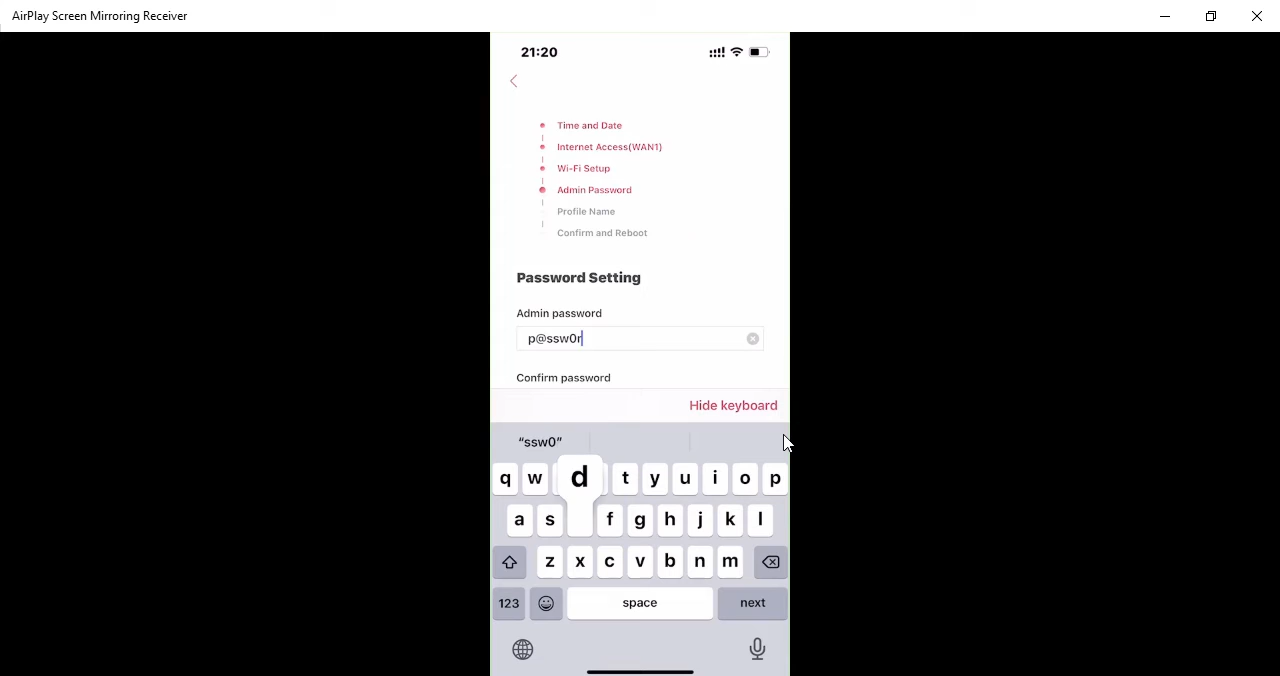 AirPlay Screen Mirroring Receiver
21:20
Time and Date
Internet Access(WAN1)
Wi-Fi Setup
Admin Password
Profile Name
Confirm and Reboot
Password Setting
Admin password
p@ssw0r
Confirm password
Hide keyboard
“ssw0”
q w d t y u i o p
a s f g h j k l
z x c v b n m
123 space next